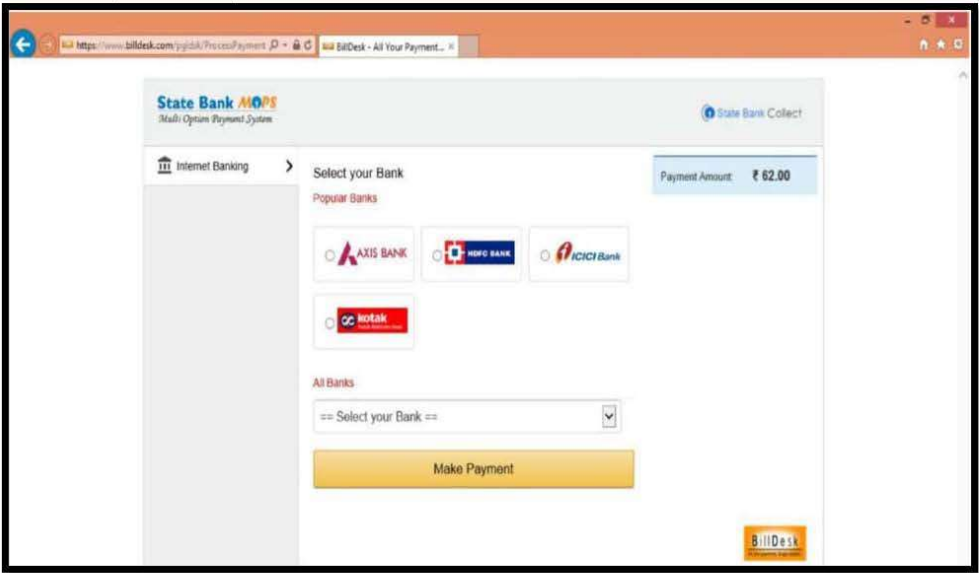 https://www.billdesk.com/pgidsk/ProcessPayment
BillDesk - All Your Payment...
State Bank MOPS
Multi Option Payment System
State Bank Collect
Internet Banking
Select your Bank
Payment Amount: ₹ 62.00
Popular Banks
AXIS BANK
HDFC BANK
ICICI Bank
kotak
All Banks
== Select your Bank ==
Make Payment
BillDesk